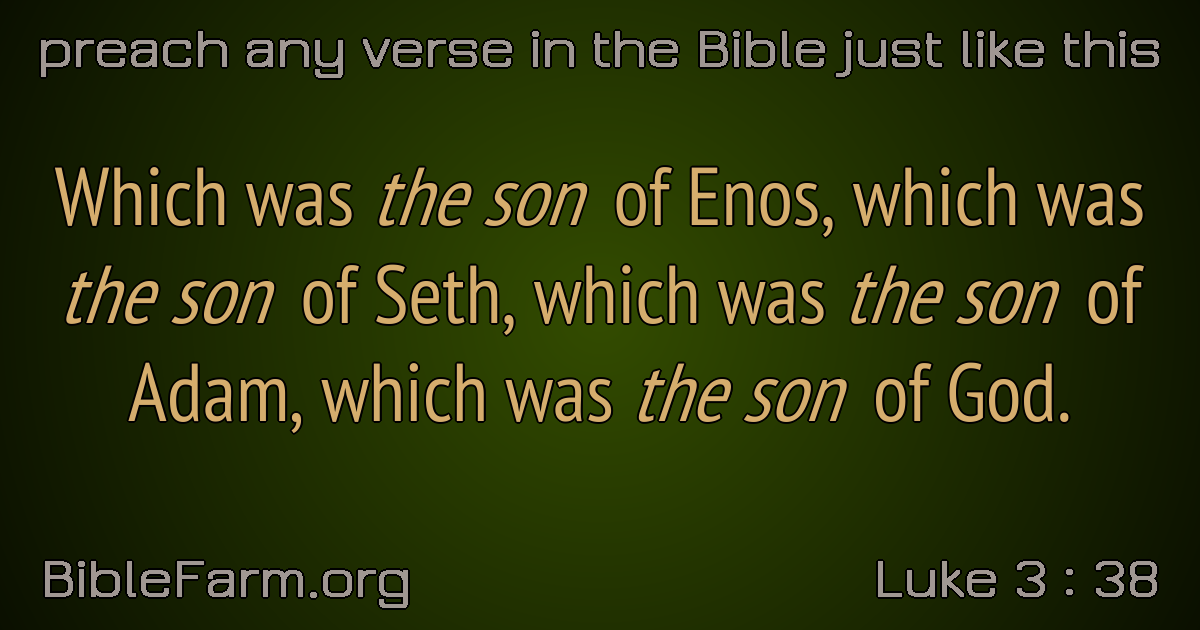 preach any verse in the Bible just like this
Which was the son of Enos, which was
the son of Seth, which was the son of
Adam, which was the son of God.
BibleFarm.org
Luke 3 : 38